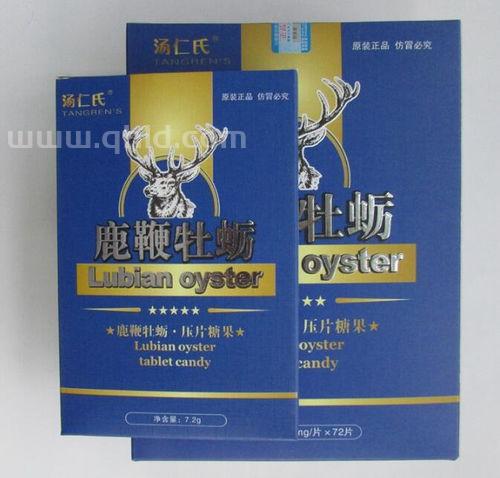 汤仁氏®
TANGREN'S
原装正品 仿冒必究
鹿鞭牡蛎
Lubian oyster
★★★★★
★鹿鞭牡蛎·压片糖果★
Lubian oyster
tablet candy
净含量：7.2g
汤仁氏®
TANGREN'S
原装正品 仿冒必究
牡蛎
oyster
★★
压片糖果★
oyster
candy
mg/片×72片